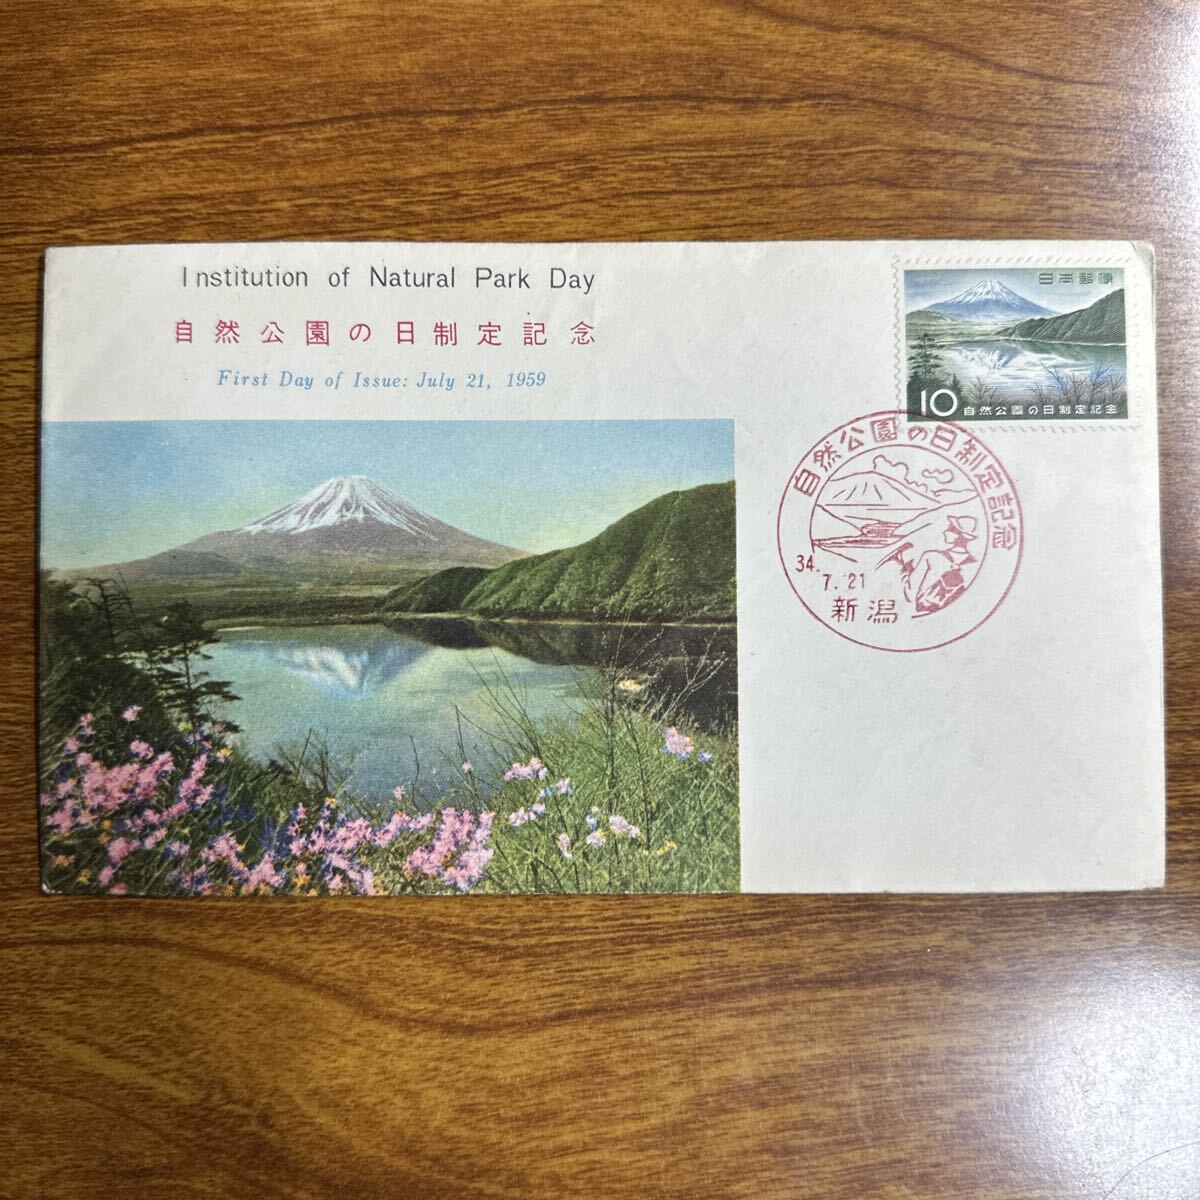 Institution of Natural Park Day
自然公園の日制定記念
First Day of Issue: July 21, 1959
日本郵便
10 自然公園の日制定記念
自然公園の日制定記念
34.
7.21
新潟